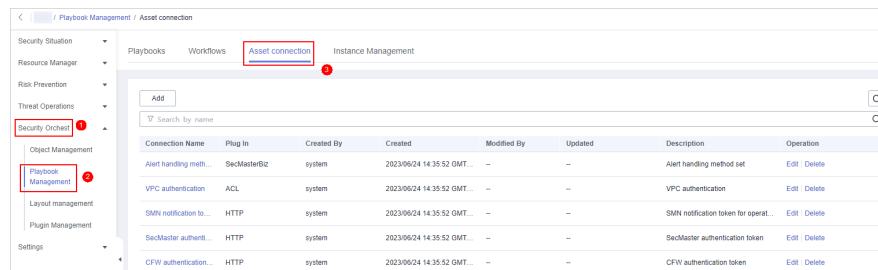 / Playbook Management / Asset connection
Security Situation
Resource Manager
Risk Prevention
Threat Operations
Security Orchest 1
Object Management
Playbook
Management 2
Layout management
Plugin Management
Settings
Playbooks Workflows Asset connection Instance Management
3
Add
Search by name
Connection Name Plug In Created By Created Modified By Updated Description Operation
Alert handling meth... SecMasterBiz system 2023/06/24 14:35:52 GMT... -- -- Alert handling method set Edit | Delete
VPC authentication ACL system 2023/06/24 14:35:52 GMT... -- -- VPC authentication Edit | Delete
SMN notification to... HTTP system 2023/06/24 14:35:52 GMT... -- -- SMN notification token for operat... Edit | Delete
SecMaster authenti... HTTP system 2023/06/24 14:35:52 GMT... -- -- SecMaster authentication token Edit | Delete
CFW authentication... HTTP system 2023/06/24 14:35:52 GMT... -- -- CFW authentication token Edit | Delete